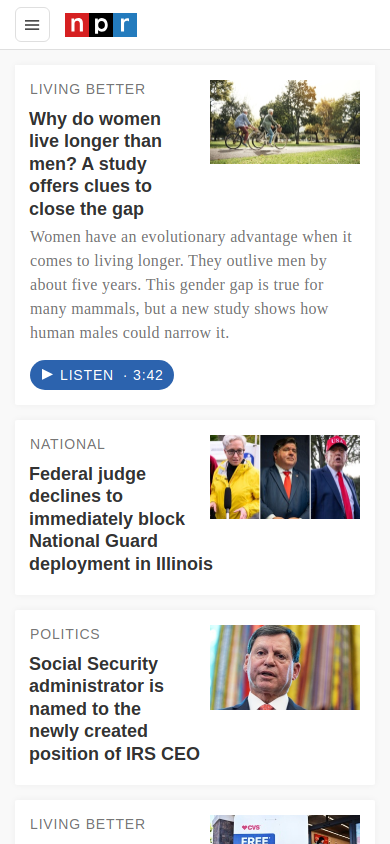 npr
LIVING BETTER
Why do women
live longer than
men? A study
offers clues to
close the gap
Women have an evolutionary advantage when it
comes to living longer. They outlive men by
about five years. This gender gap is true for
many mammals, but a new study shows how
human males could narrow it.
LISTEN · 3:42
NATIONAL
Federal judge
declines to
immediately block
National Guard
deployment in Illinois
USA
POLITICS
Social Security
administrator is
named to the
newly created
position of IRS CEO
LIVING BETTER
CVS
FREE